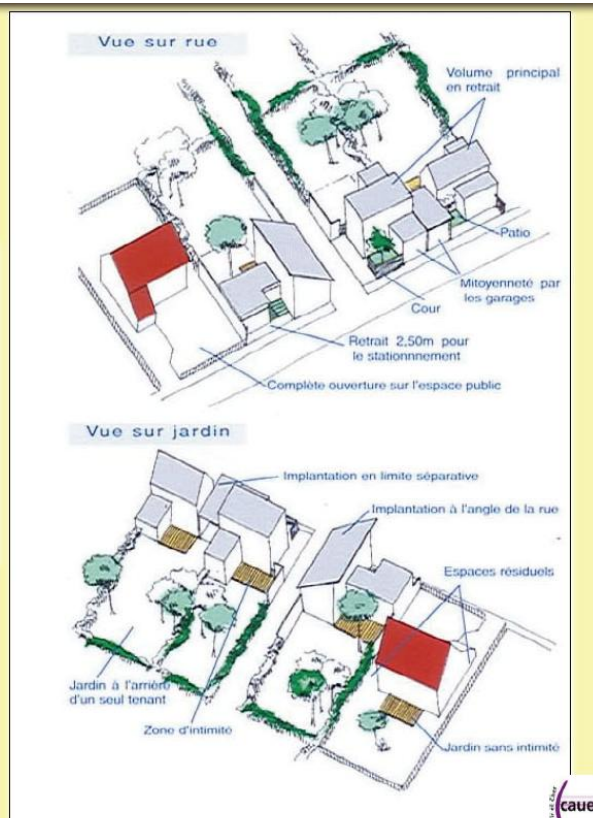 Vue sur rue
Volume principal
en retrait
Patio
Mitoyenneté par
les garages
Cour
Retrait 2,50m pour
le stationnnement
Complète ouverture sur l'espace public
Vue sur jardin
Implantation en limite séparative
Implantation à l'angle de la rue
Espaces résiduels
Jardin à l'arrière
d'un seul tenant
Zone d'intimité
Jardin sans intimité
caue